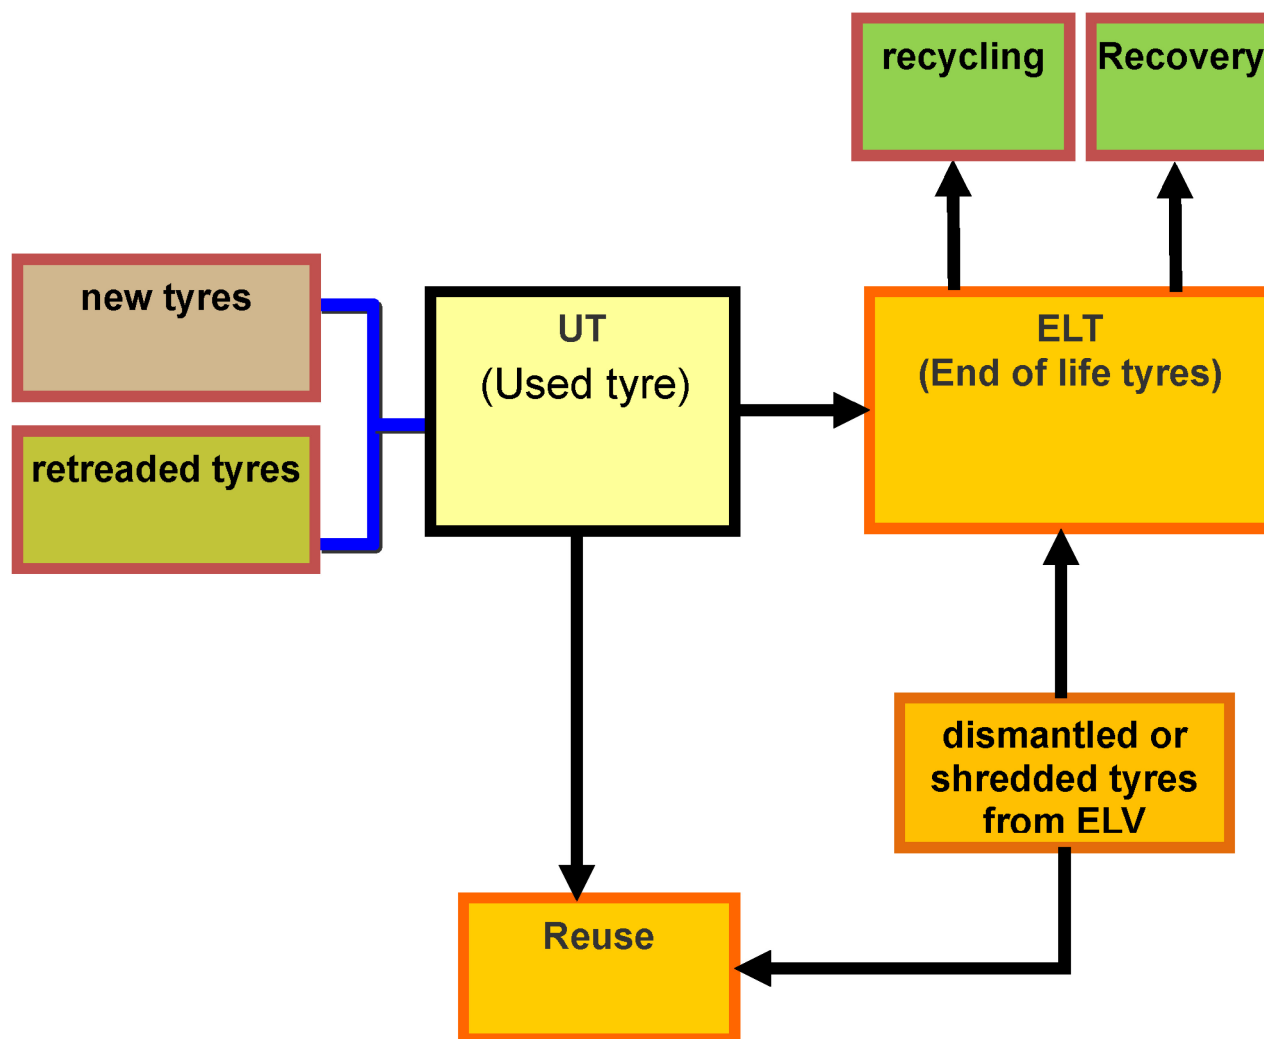 recycling
Recovery
new tyres
retreaded tyres
UT
(Used tyre)
ELT
(End of life tyres)
dismantled or
shredded tyres
from ELV
Reuse